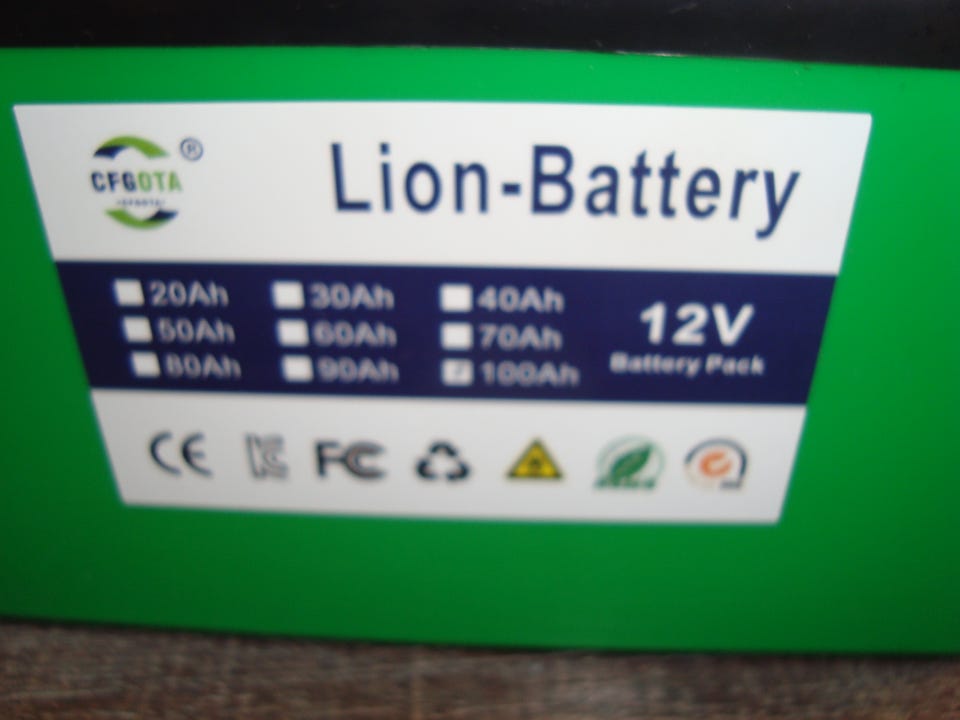 CFGOTA ®
Lion-Battery
20Ah 30Ah 40Ah
50Ah 60Ah 70Ah
80Ah 90Ah 100Ah
12V
Battery Pack
CE FC